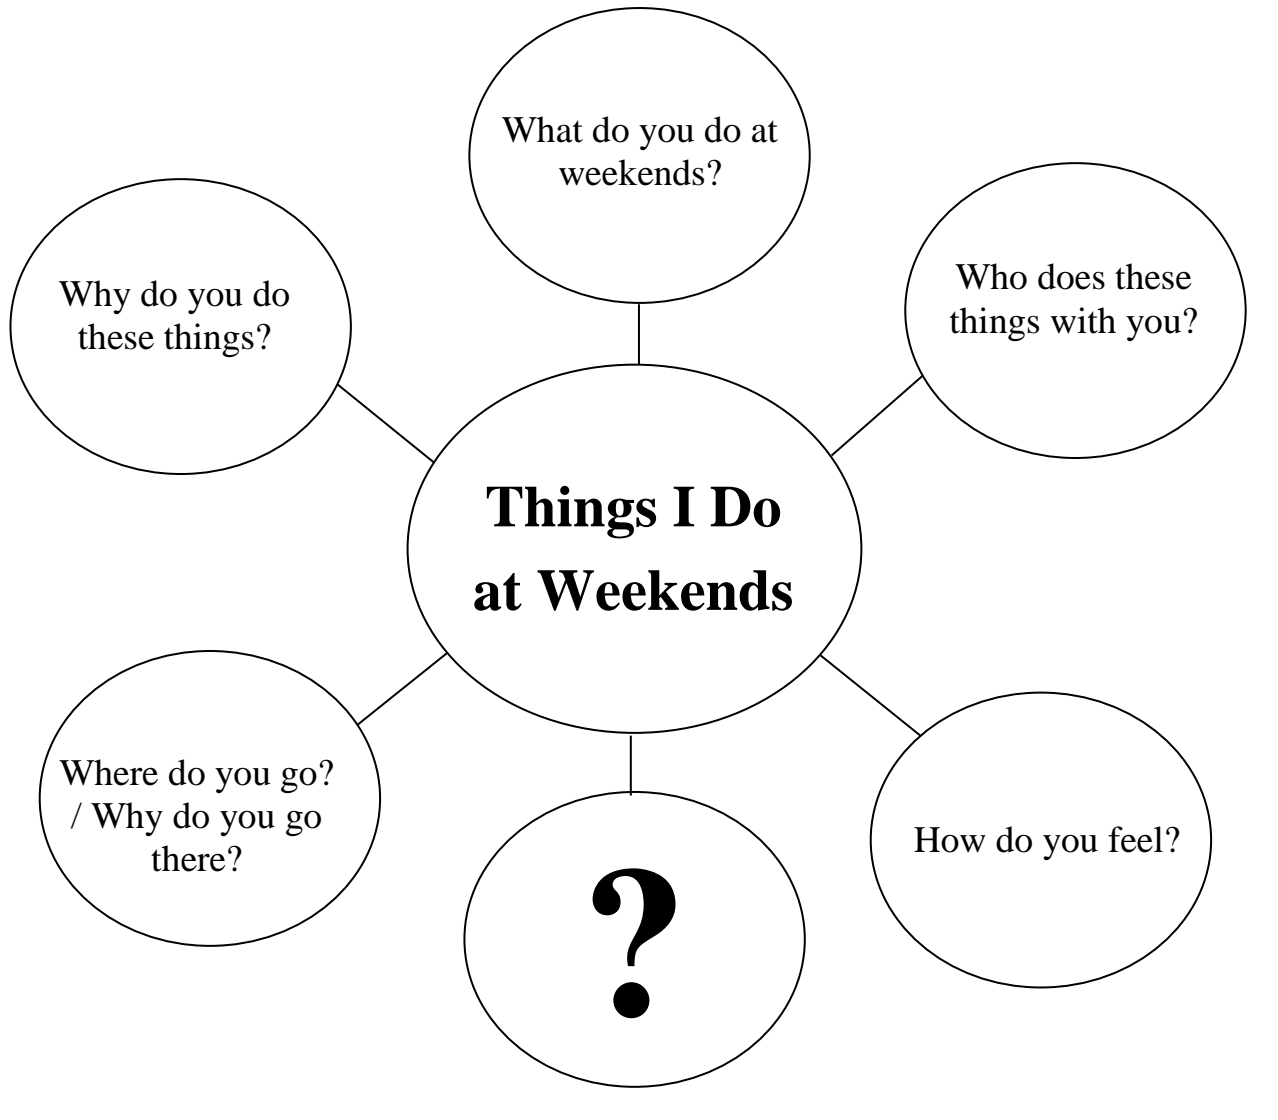 What do you do at
weekends?
Who does these
things with you?
Why do you do
these things?
Things I Do
at Weekends
Where do you go?
/ Why do you go
there?
How do you feel?
?